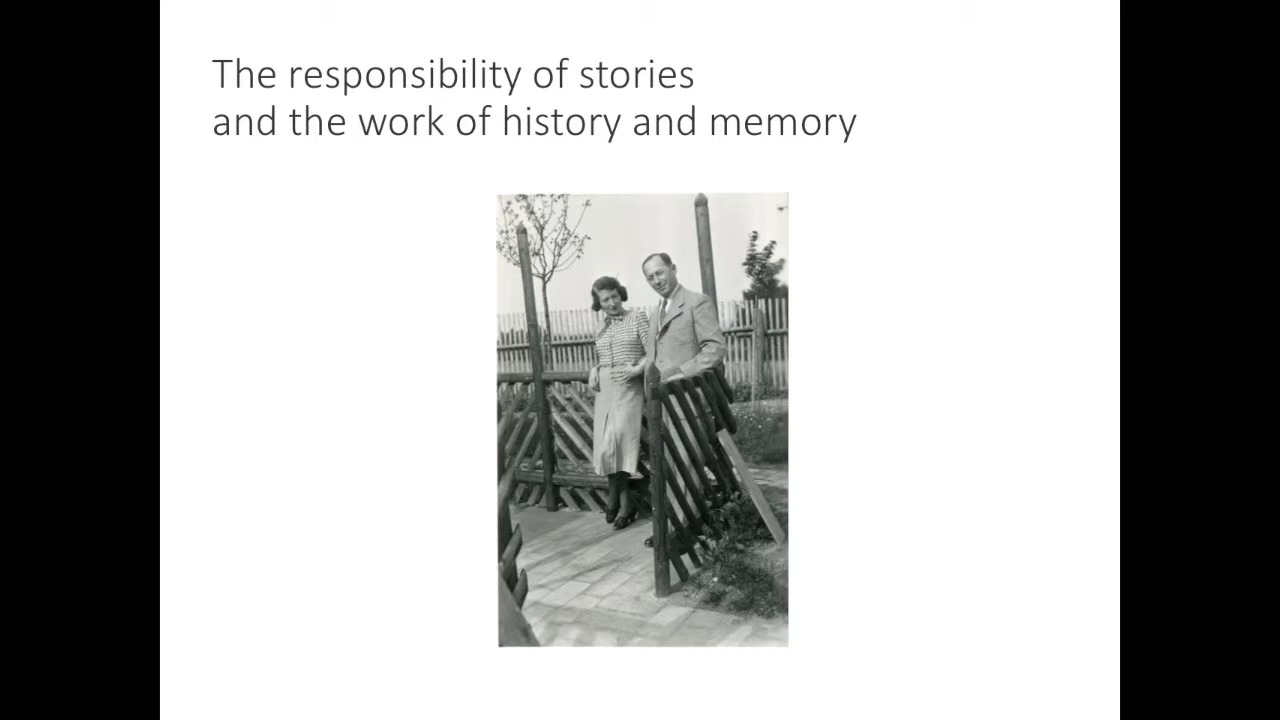 The responsibility of stories
and the work of history and memory